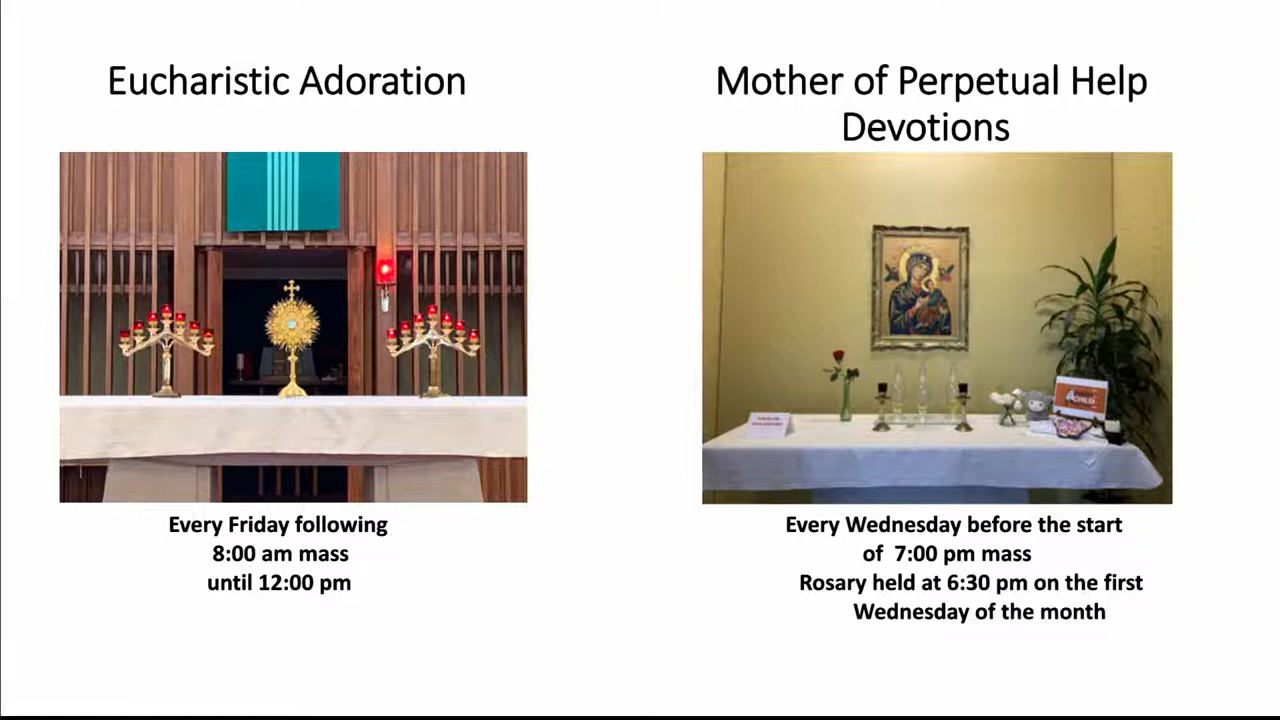 Eucharistic Adoration
Every Friday following
8:00 am mass
until 12:00 pm
Mother of Perpetual Help
Devotions
CHILD
Every Wednesday before the start
of 7:00 pm mass
Rosary held at 6:30 pm on the first
Wednesday of the month